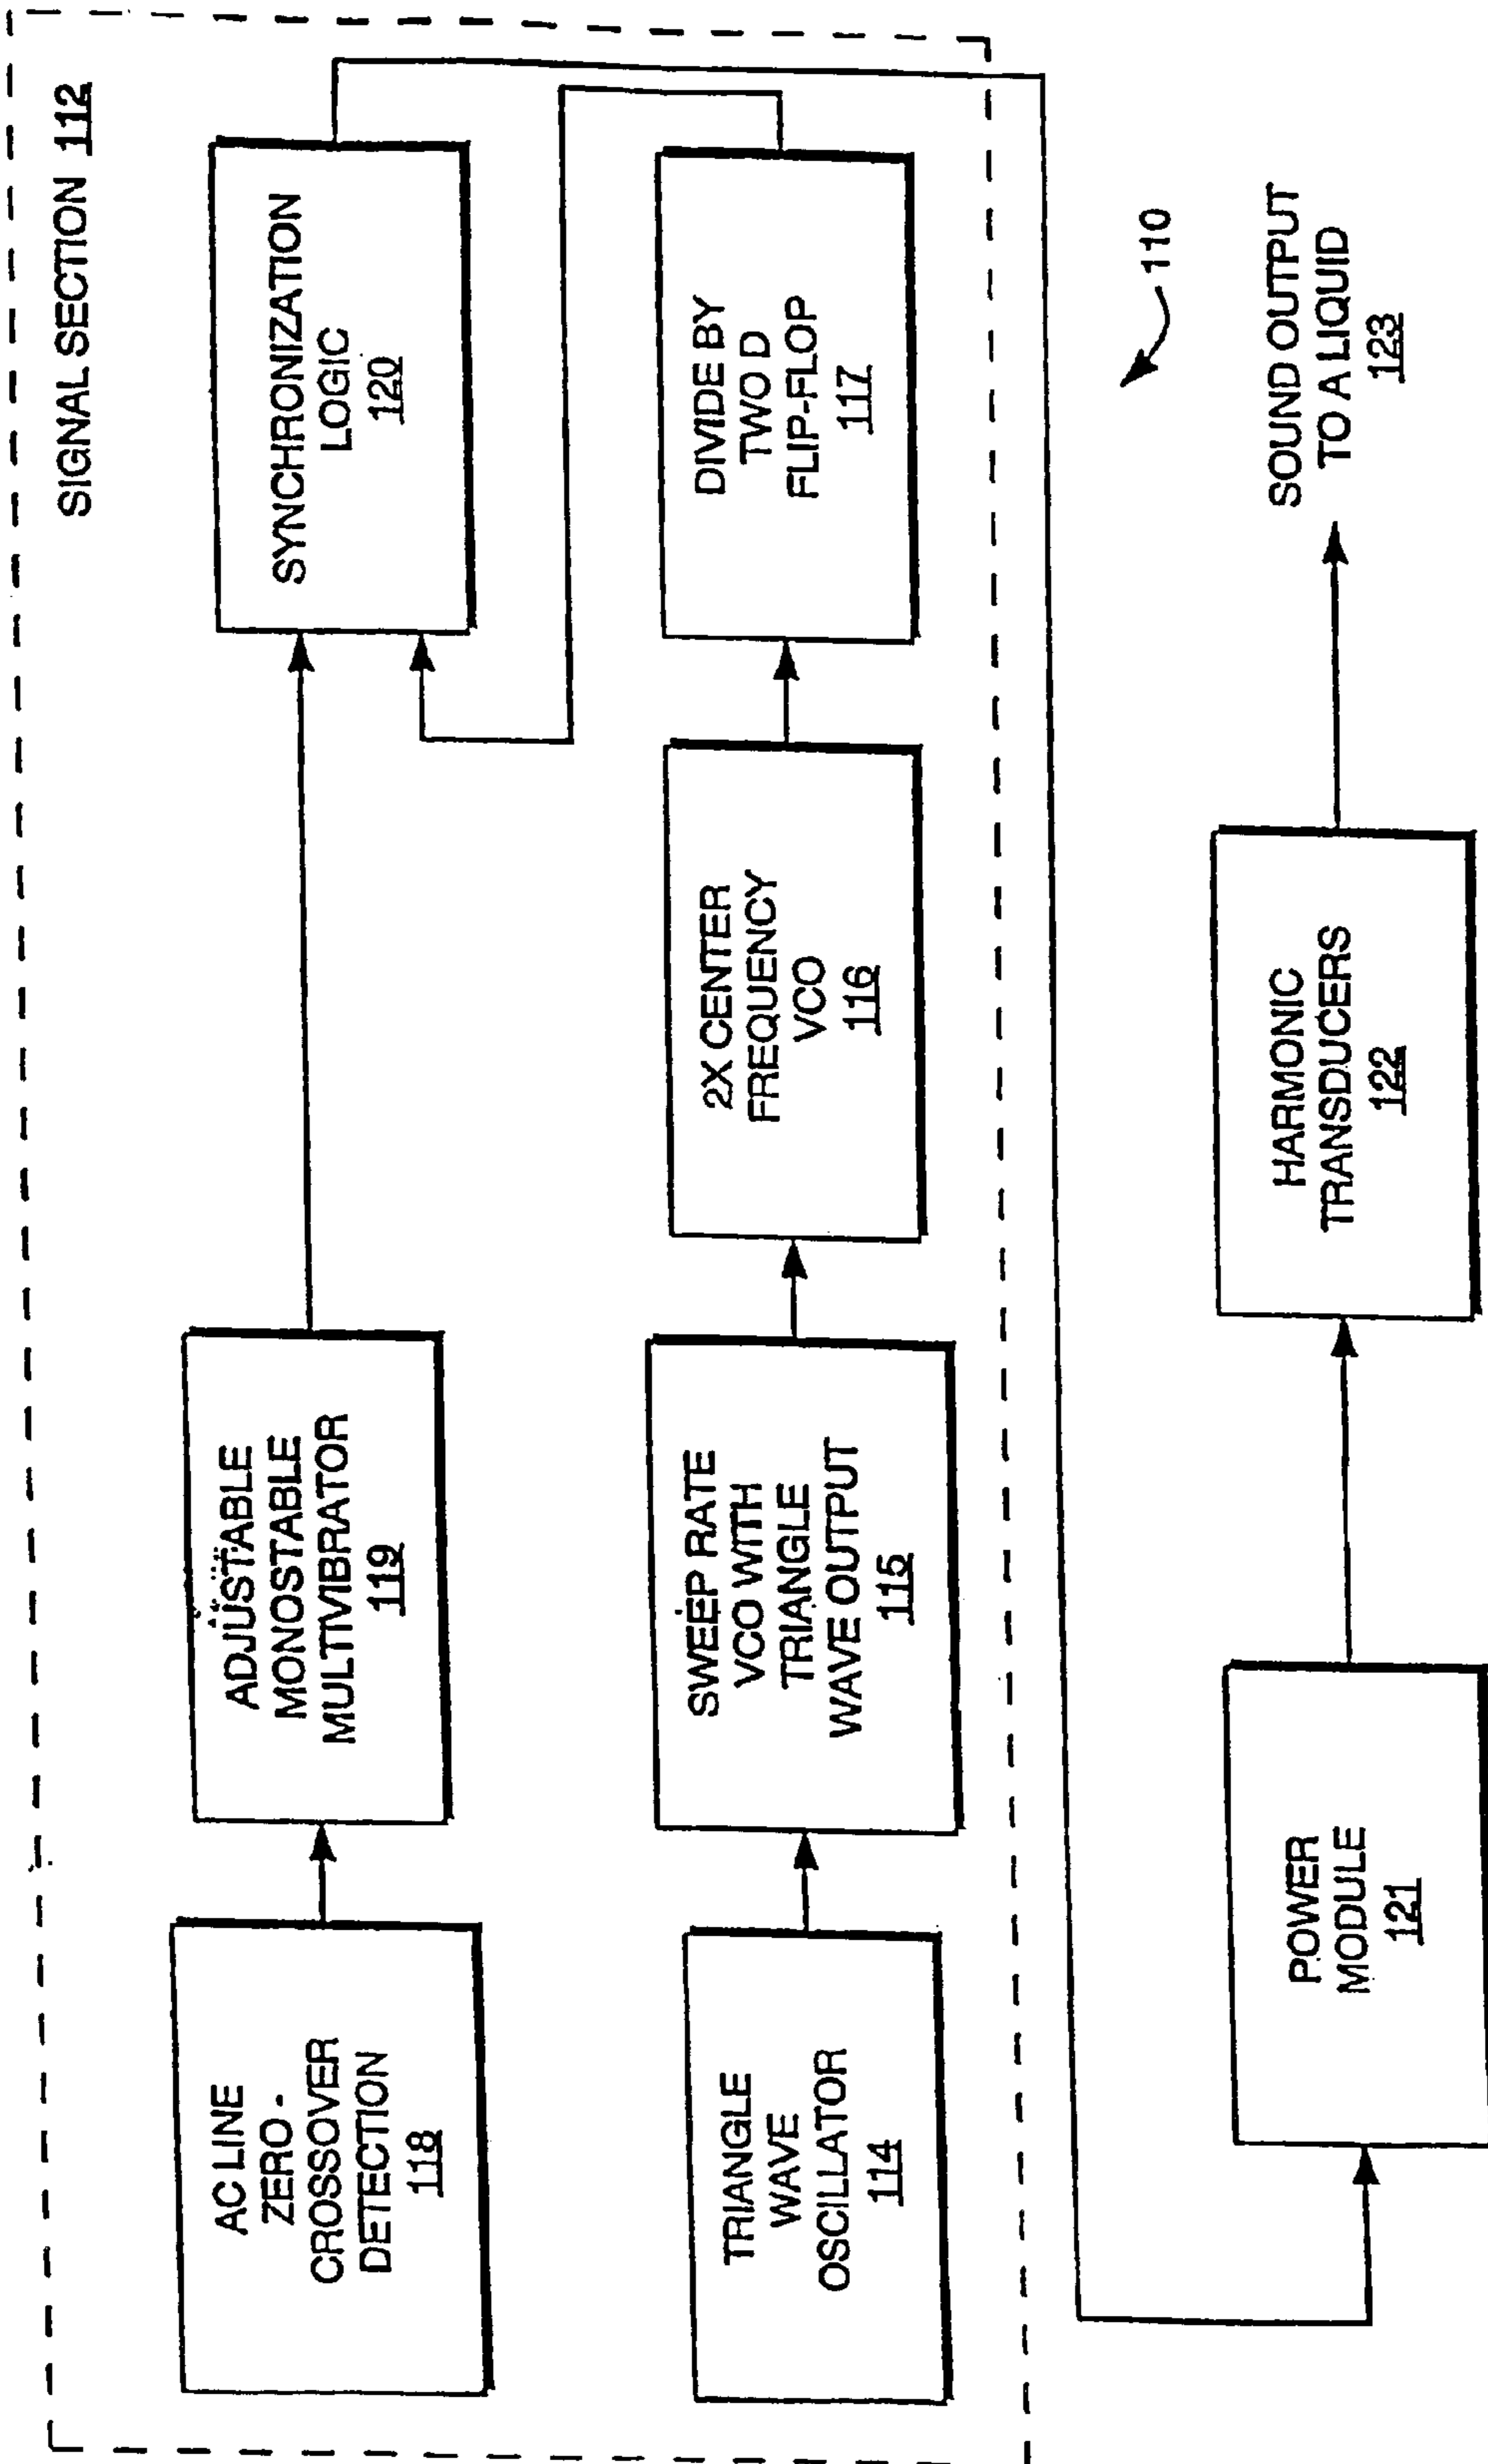 SIGNAL SECTION 112
AC LINE
ZERO -
CROSSOVER
DETECTION
118
ADJUSTABLE
MONOSTABLE
MULTIVIBRATOR
119
SYNCHRONIZATION
LOGIC
120
TRIANGLE
WAVE
OSCILLATOR
114
SWEEP RATE
VCO WITH
TRIANGLE
WAVE OUTPUT
115
2X CENTER
FREQUENCY
VCO
116
DIVIDE BY
TWO D
FLIP-FLOP
117
110
POWER
MODULE
121
HARMONIC
TRANSDUCERS
122
SOUND OUTPUT
TO A LIQUID
123